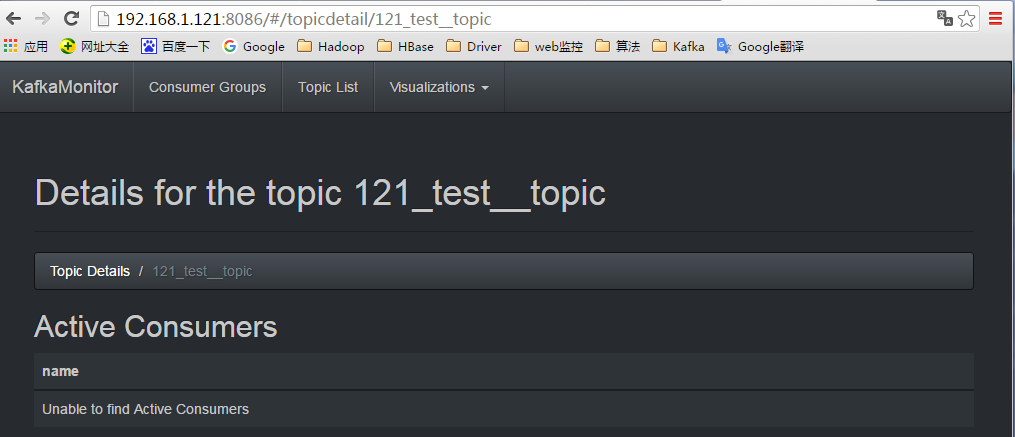 192.168.1.121:8086/#/topicdetail/121_test__topic
应用 网址大全 百度一下 Google Hadoop HBase Driver web监控 算法 Kafka Google翻译
KafkaMonitor Consumer Groups Topic List Visualizations
Details for the topic 121_test__topic
Topic Details / 121_test__topic
Active Consumers
name
Unable to find Active Consumers